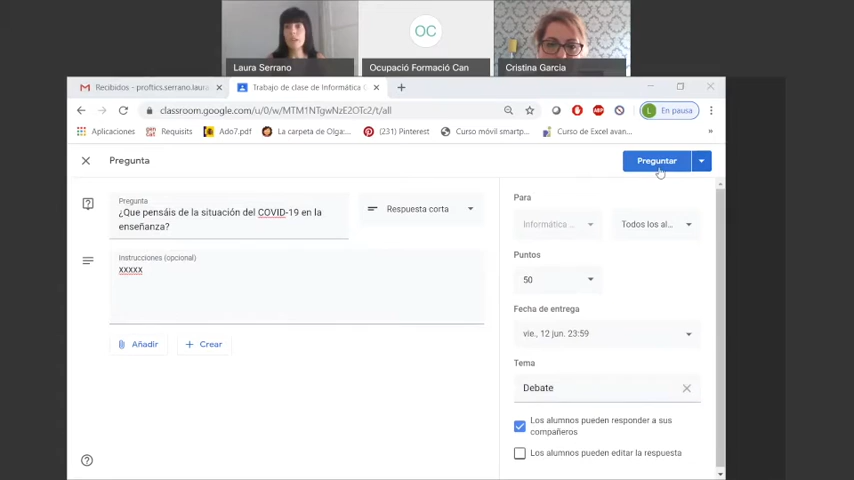 OC
Laura Serrano
Ocupació Formació Can
Cristina Garcia
Recibidos - proftics.serrano.laura
Trabajo de clase de Informática
classroom.google.com/u/0/w/MTM1NTgwNzE2OTc2/t/all
L
En pausa
ABP
Aplicaciones
gen
cat
Requisits
Ado7.pdf
La carpeta de Olga:...
(231) Pinterest
Curso móvil smartp...
Curso de Excel avan...
»
Pregunta
Preguntar
Pregunta
¿Que pensáis de la situación del COVID-19 en la
enseñanza?
Respuesta corta
Instrucciones (opcional)
xxxxx
Añadir
Crear
Para
Informática ...
Todos los al...
Puntos
50
Fecha de entrega
vie., 12 jun. 23:59
Tema
Debate
Los alumnos pueden responder a sus
compañeros
Los alumnos pueden editar la respuesta